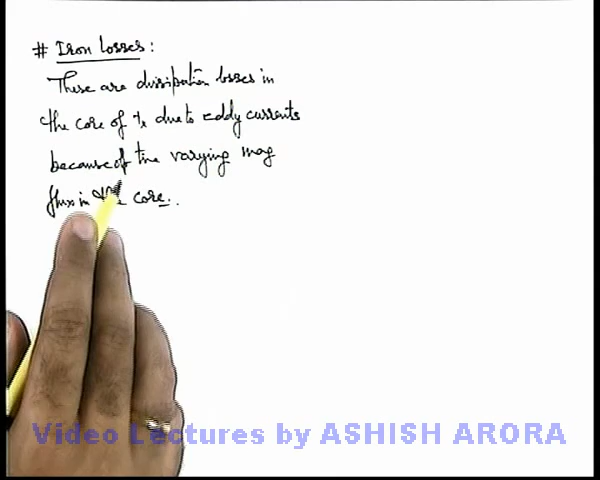 # Iron losses :
These are dissipation losses in
the core of Tx due to eddy currents
because of time varying mag
flux in the core.
Video Lectures by ASHISH ARORA